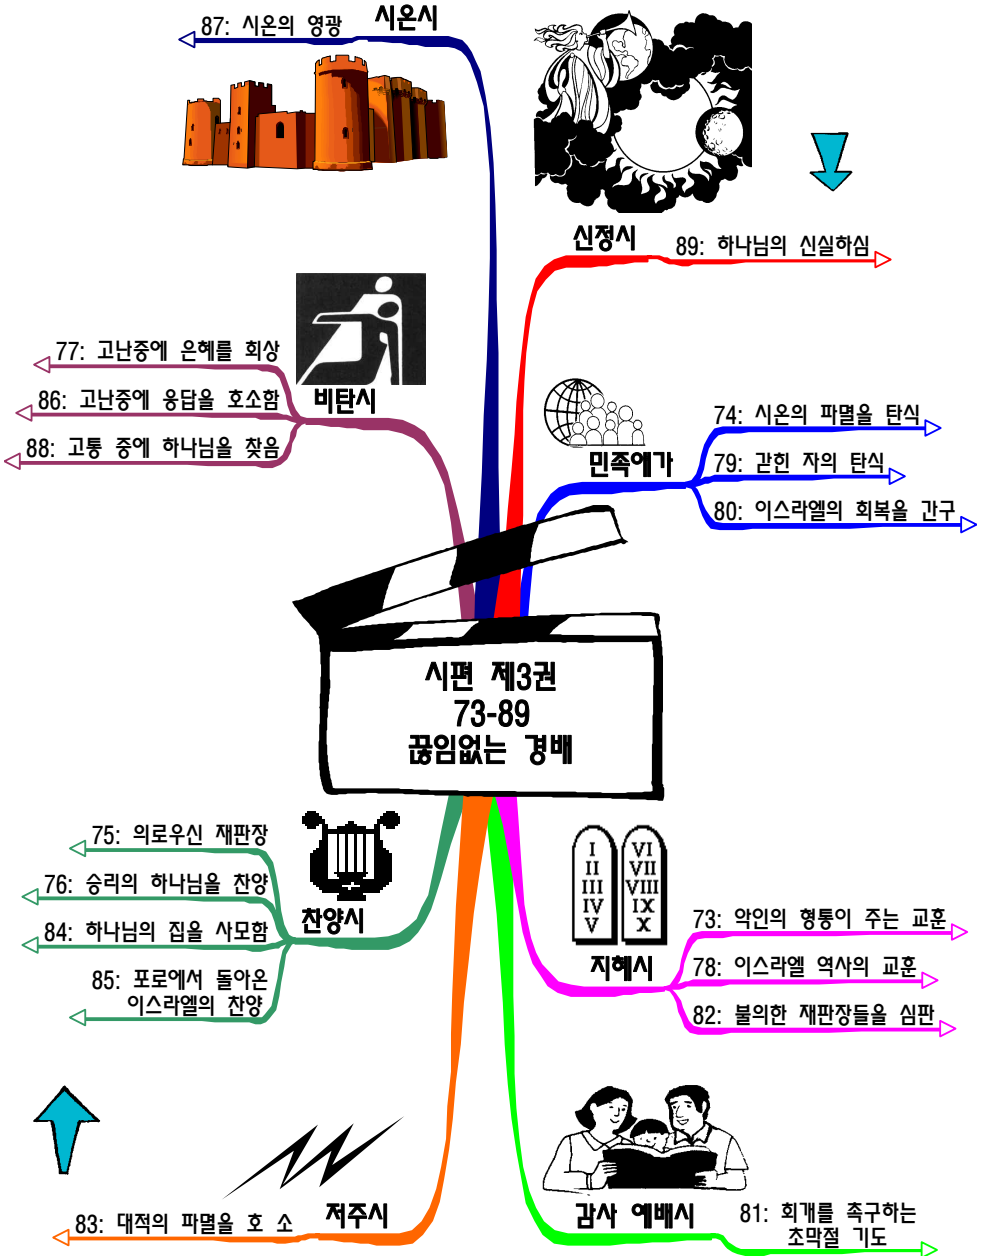 시편 제3권
73-89
끊임없는 경배
신정시
89: 하나님의 신실하심
민족애가
74: 시온의 파멸을 탄식
79: 갇힌 자의 탄식
80: 이스라엘의 회복을 간구
I
II
III
IV
V
VI
VII
VIII
IX
X
지혜시
73: 악인의 형통이 주는 교훈
78: 이스라엘 역사의 교훈
82: 불의한 재판장들을 심판
감사 예배시
81: 회개를 촉구하는
초막절 기도
저주시
83: 대적의 파멸을 호 소
찬양시
75: 의로우신 재판장
76: 승리의 하나님을 찬양
84: 하나님의 집을 사모함
85: 포로에서 돌아온
이스라엘의 찬양
비탄시
77: 고난중에 은혜를 회상
86: 고난중에 응답을 호소함
88: 고통 중에 하나님을 찾음
시온시
87: 시온의 영광